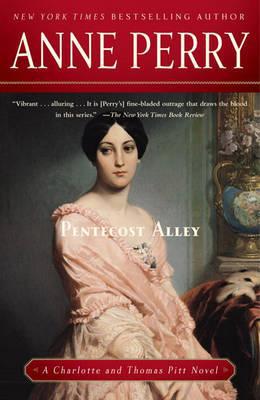 NEW YORK TIMES BESTSELLING AUTHOR
ANNE PERRY
"Vibrant . . . alluring . . . It is [Perry's] fine-bladed outrage that draws the blood
in this series." —The New York Times Book Review
PENTECOST ALLEY
A Charlotte and Thomas Pitt Novel